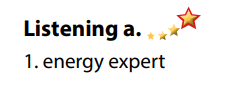 Listening a.
1. energy expert